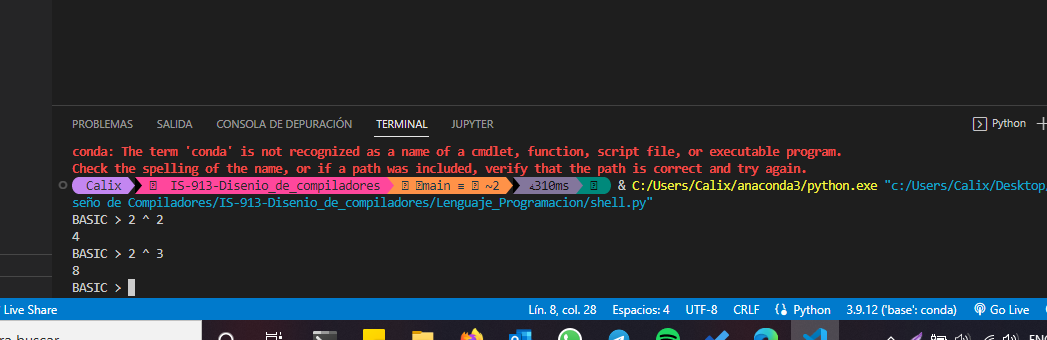 PROBLEMAS SALIDA CONSOLA DE DEPURACIÓN TERMINAL JUPYTER Python
conda: The term 'conda' is not recognized as a name of a cmdlet, function, script file, or executable program.
Check the spelling of the name, or if a path was included, verify that the path is correct and try again.
Calix IS-913-Disenio_de_compiladores main ≡ ~2 310ms & C:/Users/Calix/anaconda3/python.exe "c:/Users/Calix/Desktop/
seño de Compiladores/IS-913-Disenio_de_compiladores/Lenguaje_Programacion/shell.py"
BASIC > 2 ^ 2
4
BASIC > 2 ^ 3
8
BASIC >
Live Share Lín. 8, col. 28 Espacios: 4 UTF-8 CRLF Python 3.9.12 ('base': conda) Go Live
ra buscar